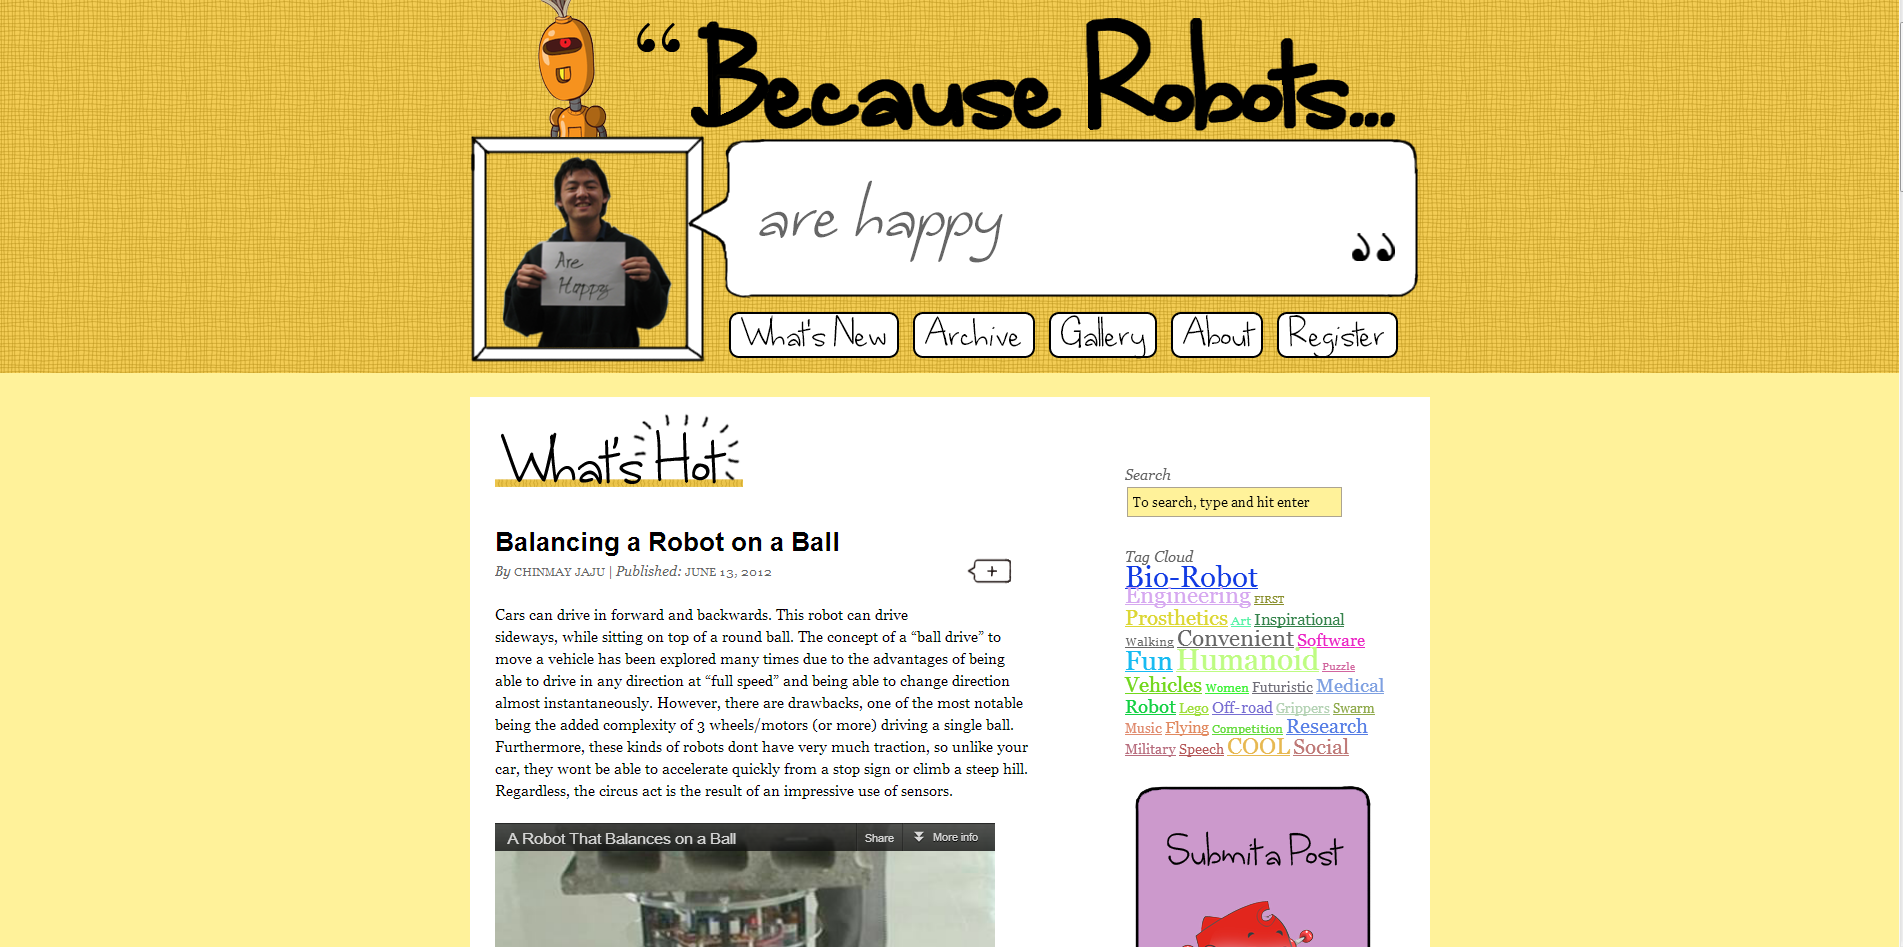 “Because Robots...
are happy”
Are
Happy
What's New
Archive
Gallery
About
Register
What's Hot
Balancing a Robot on a Ball
By CHINMAY JAJU | Published: JUNE 13, 2012
+
Cars can drive in forward and backwards. This robot can drive
sideways, while sitting on top of a round ball. The concept of a “ball drive” to
move a vehicle has been explored many times due to the advantages of being
able to drive in any direction at “full speed” and being able to change direction
almost instantaneously. However, there are drawbacks, one of the most notable
being the added complexity of 3 wheels/motors (or more) driving a single ball.
Furthermore, these kinds of robots dont have very much traction, so unlike your
car, they wont be able to accelerate quickly from a stop sign or climb a steep hill.
Regardless, the circus act is the result of an impressive use of sensors.
A Robot That Balances on a Ball
Share
More info
Search
To search, type and hit enter
Tag Cloud
Bio-Robot
Engineering FIRST
Prosthetics Art Inspirational
Walking Convenient Software
Fun Humanoid Puzzle
Vehicles Women Futuristic Medical
Robot Lego Off-road Grippers Swarm
Music Flying Competition Research
Military Speech COOL Social
Submit a Post